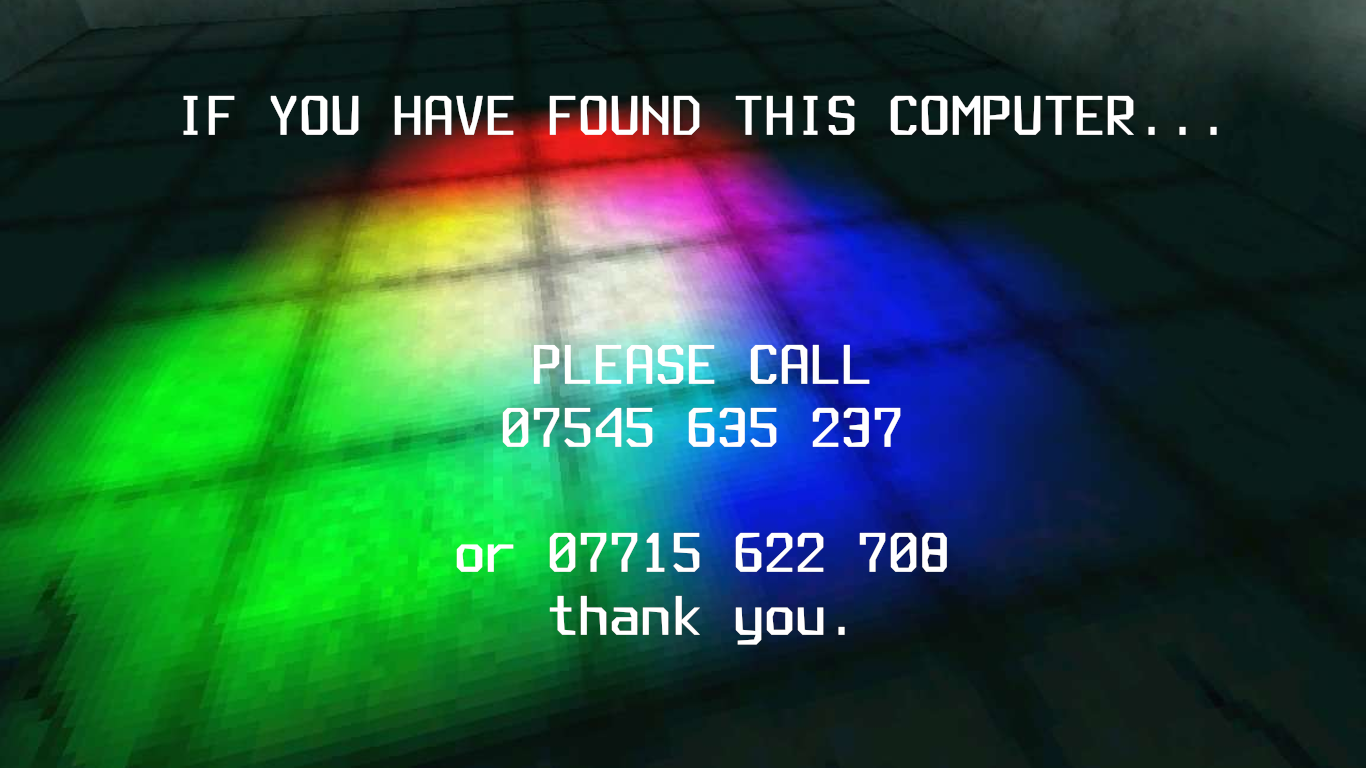 IF YOU HAVE FOUND THIS COMPUTER...
PLEASE CALL
07545 635 237
or 07715 622 708
thank you.